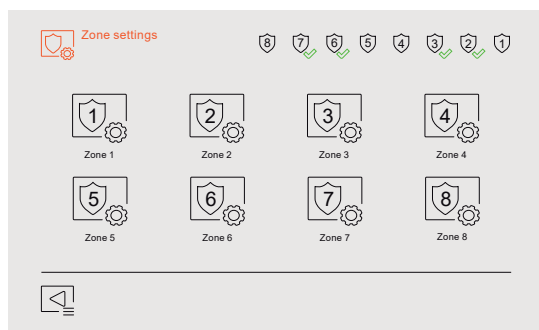 Zone settings
8 7 6 5 4 3 2 1
1 2 3 4
Zone 1 Zone 2 Zone 3 Zone 4
5 6 7 8
Zone 5 Zone 6 Zone 7 Zone 8